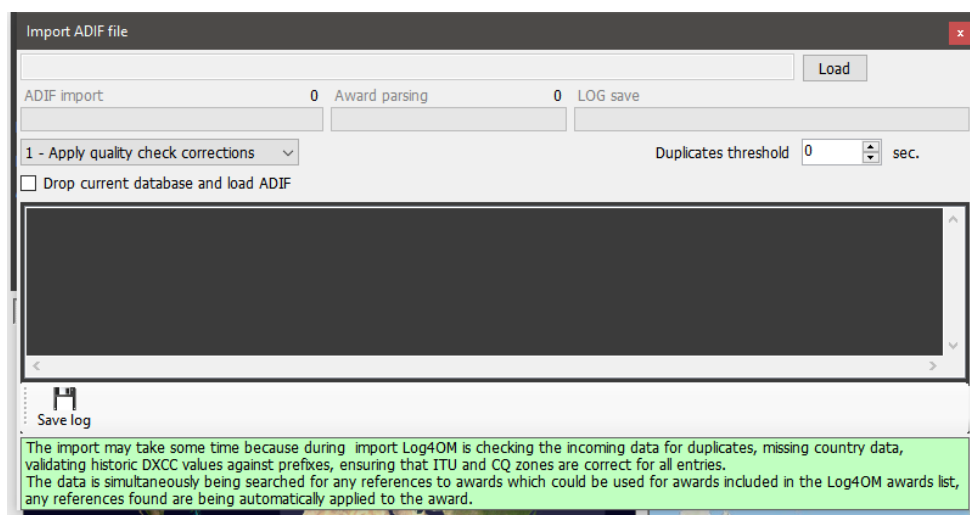 Import ADIF file
x
Load
ADIF import 0 Award parsing 0 LOG save
1 - Apply quality check corrections Duplicates threshold 0 sec.
Drop current database and load ADIF
Save log
The import may take some time because during import Log4OM is checking the incoming data for duplicates, missing country data,
validating historic DXCC values against prefixes, ensuring that ITU and CQ zones are correct for all entries.
The data is simultaneously being searched for any references to awards which could be used for awards included in the Log4OM awards list,
any references found are being automatically applied to the award.